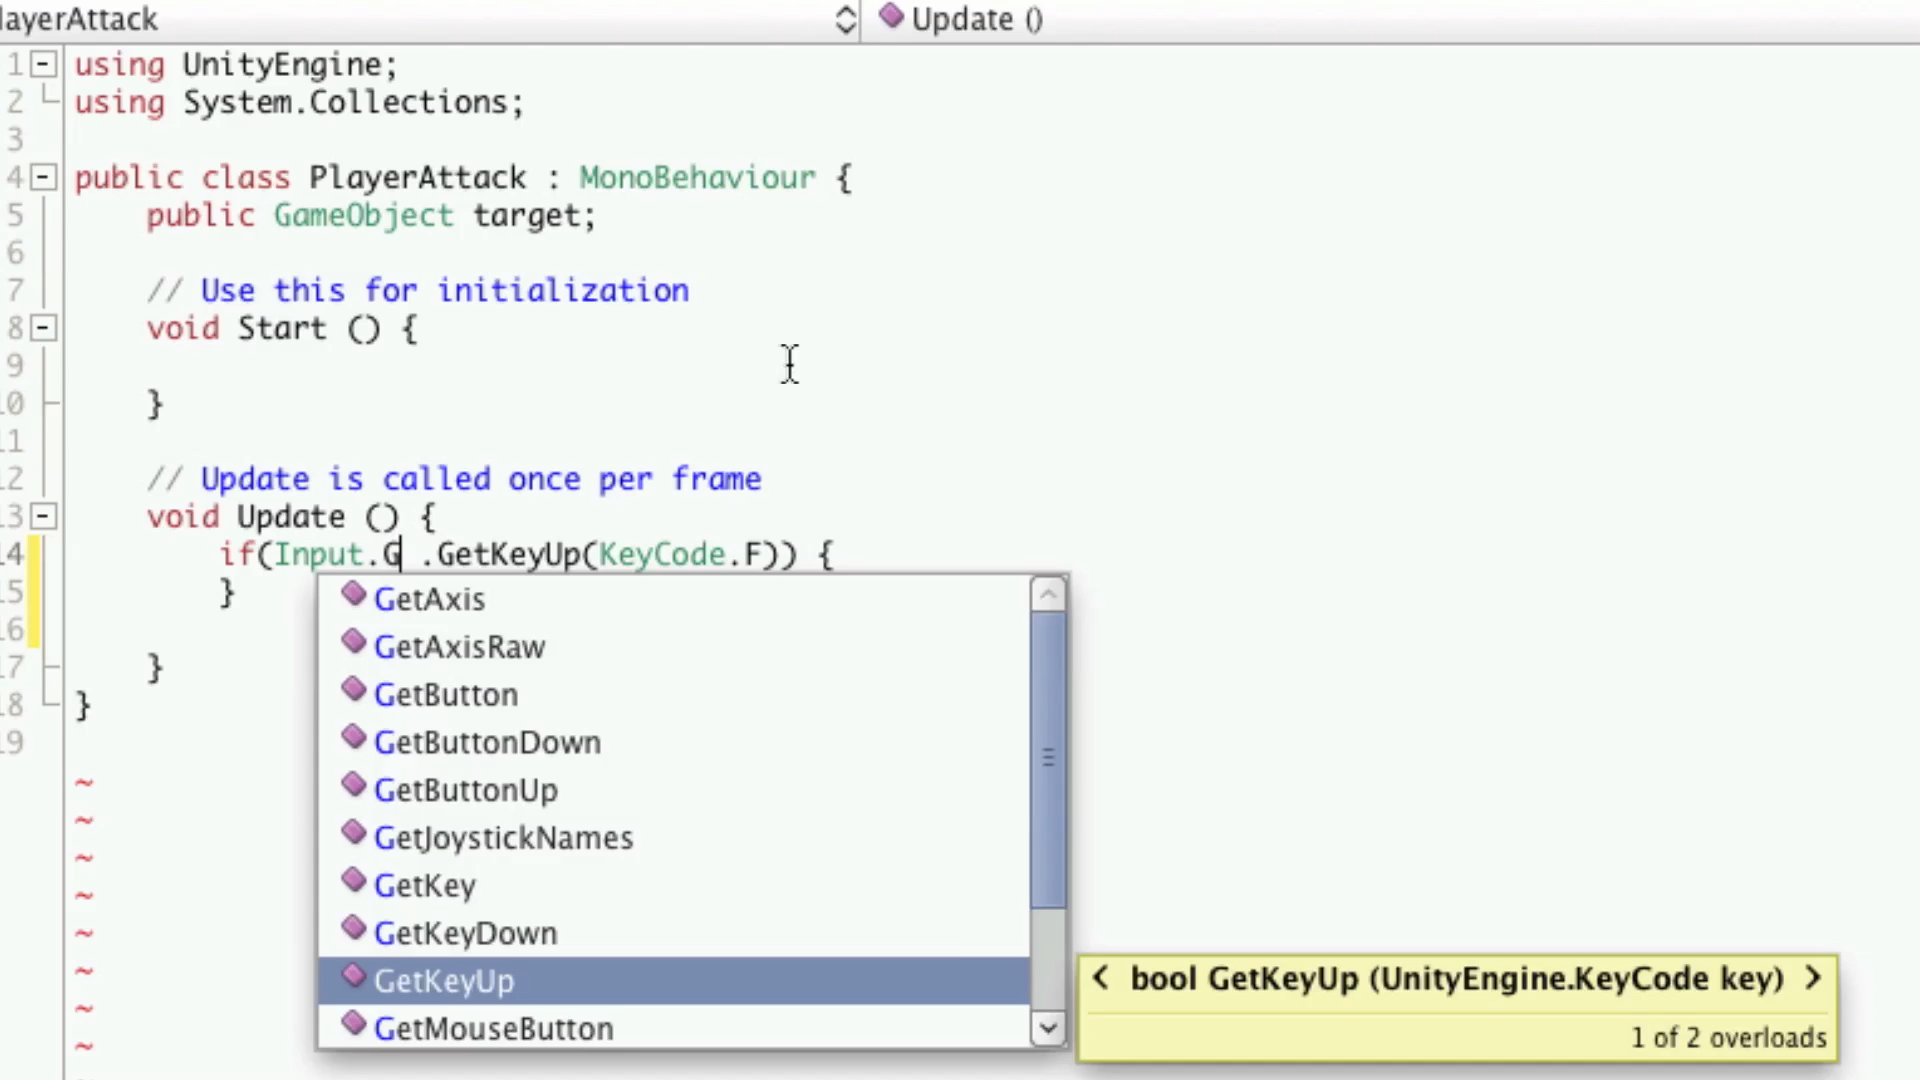 layerAttack
Update ()
1 using UnityEngine;
2 using System.Collections;
3
4 public class PlayerAttack : MonoBehaviour {
5 public GameObject target;
6
7 // Use this for initialization
8 void Start () {
9
10 }
11
12 // Update is called once per frame
13 void Update () {
14 if(Input.G .GetKeyUp(KeyCode.F)) {
15 }
16
17 }
18 }
19
~
~
~
~
~
~
~
~
GetAxis
GetAxisRaw
GetButton
GetButtonDown
GetButtonUp
GetJoystickNames
GetKey
GetKeyDown
GetKeyUp
GetMouseButton
< bool GetKeyUp (UnityEngine.KeyCode key) >
1 of 2 overloads